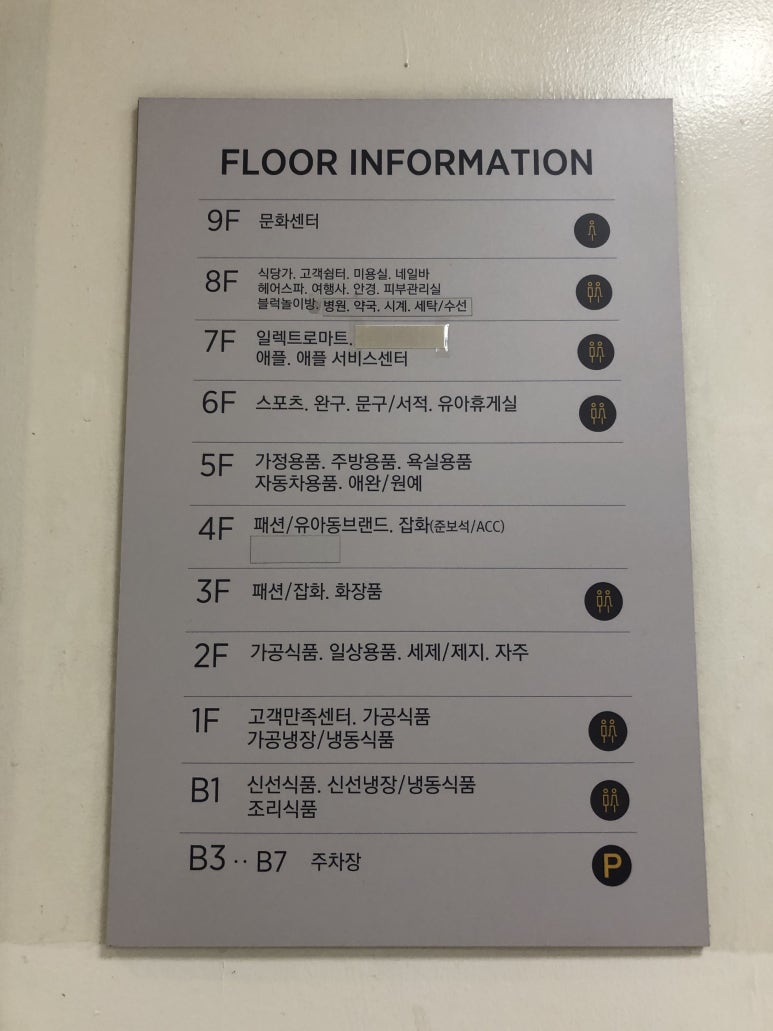 FLOOR INFORMATION
9F 문화센터
8F 식당가. 고객쉼터. 미용실. 네일바
헤어스파. 여행사. 안경. 피부관리실
블럭놀이방. 병원. 약국. 시계. 세탁/수선
7F 일렉트로마트.
애플. 애플 서비스센터
6F 스포츠. 완구. 문구/서적. 유아휴게실
5F 가정용품. 주방용품. 욕실용품
자동차용품. 애완/원예
4F 패션/유아동브랜드. 잡화(준보석/ACC)
3F 패션/잡화. 화장품
2F 가공식품. 일상용품. 세제/제지. 자주
1F 고객만족센터. 가공식품
가공냉장/냉동식품
B1 신선식품. 신선냉장/냉동식품
조리식품
B3 ·· B7 주차장 P